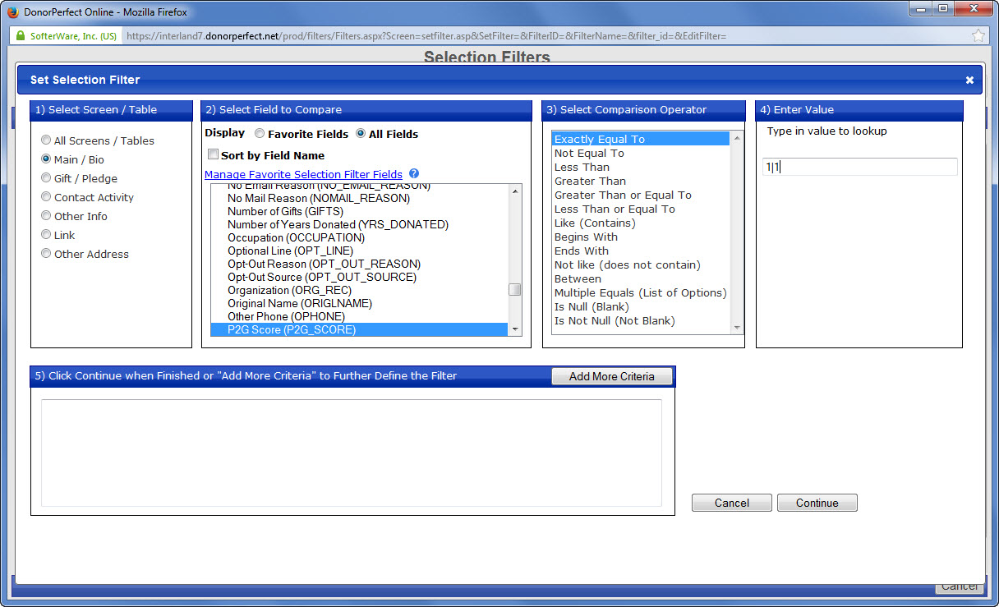 DonorPerfect Online - Mozilla Firefox
SofterWare, Inc. (US) https://interland7.donorperfect.net/prod/filters/Filters.aspx?Screen=setfilter.asp&SetFilter=&FilterID=&FilterName=&filter_id=&EditFilter=
Selection Filters
Set Selection Filter
1) Select Screen / Table
All Screens / Tables
Main / Bio
Gift / Pledge
Contact Activity
Other Info
Link
Other Address
2) Select Field to Compare
Display Favorite Fields All Fields
Sort by Field Name
Manage Favorite Selection Filter Fields ?
No Email Reason (NO_EMAIL_REASON)
No Mail Reason (NOMAIL_REASON)
Number of Gifts (GIFTS)
Number of Years Donated (YRS_DONATED)
Occupation (OCCUPATION)
Optional Line (OPT_LINE)
Opt-Out Reason (OPT_OUT_REASON)
Opt-Out Source (OPT_OUT_SOURCE)
Organization (ORG_REC)
Original Name (ORIGLNAME)
Other Phone (OPHONE)
P2G Score (P2G_SCORE)
3) Select Comparison Operator
Exactly Equal To
Not Equal To
Less Than
Greater Than
Greater Than or Equal To
Less Than or Equal To
Like (Contains)
Begins With
Ends With
Not like (does not contain)
Between
Multiple Equals (List of Options)
Is Null (Blank)
Is Not Null (Not Blank)
4) Enter Value
Type in value to lookup
1|1
5) Click Continue when Finished or "Add More Criteria" to Further Define the Filter
Add More Criteria
Cancel
Continue
Cancel